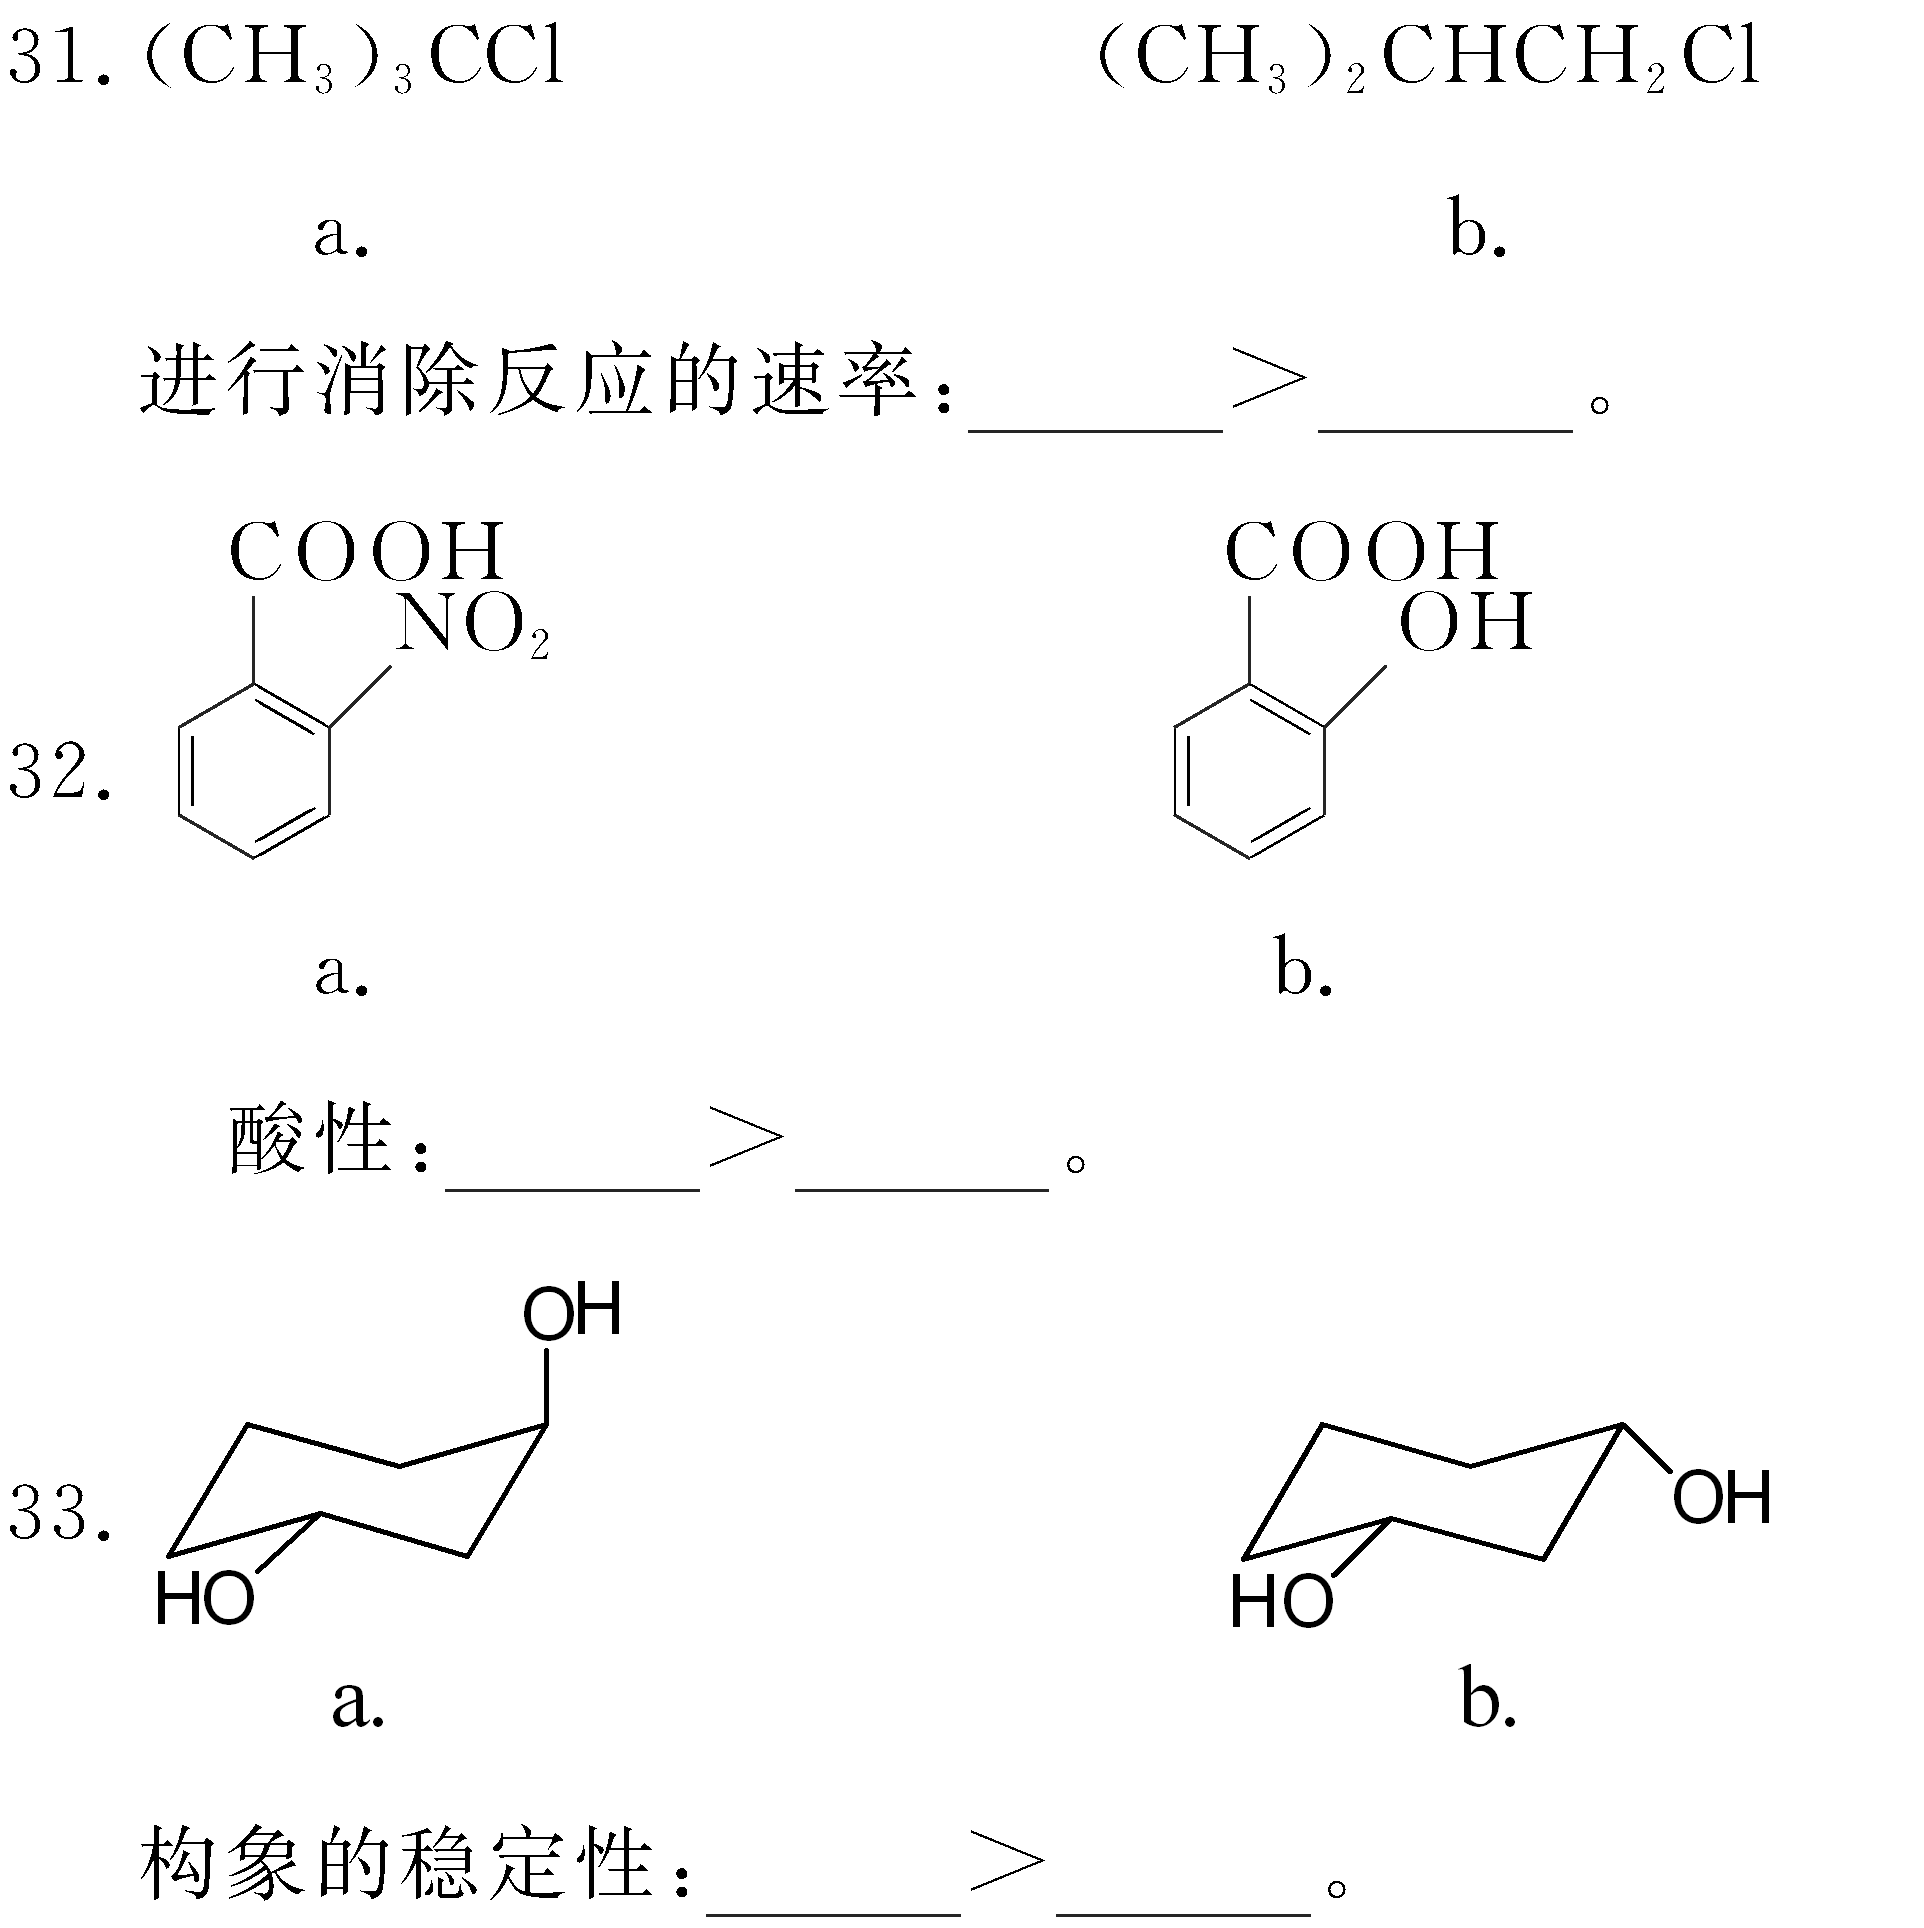 31. (CH₃)₃CCl (CH₃)₂CHCH₂Cl
a. b.
进行消除反应的速率：______>______。
COOH COOH
NO₂ OH
32.
a. b.
酸性：______>______。
OH
33. OH
HO HO
a. b.
构象的稳定性：______>______。